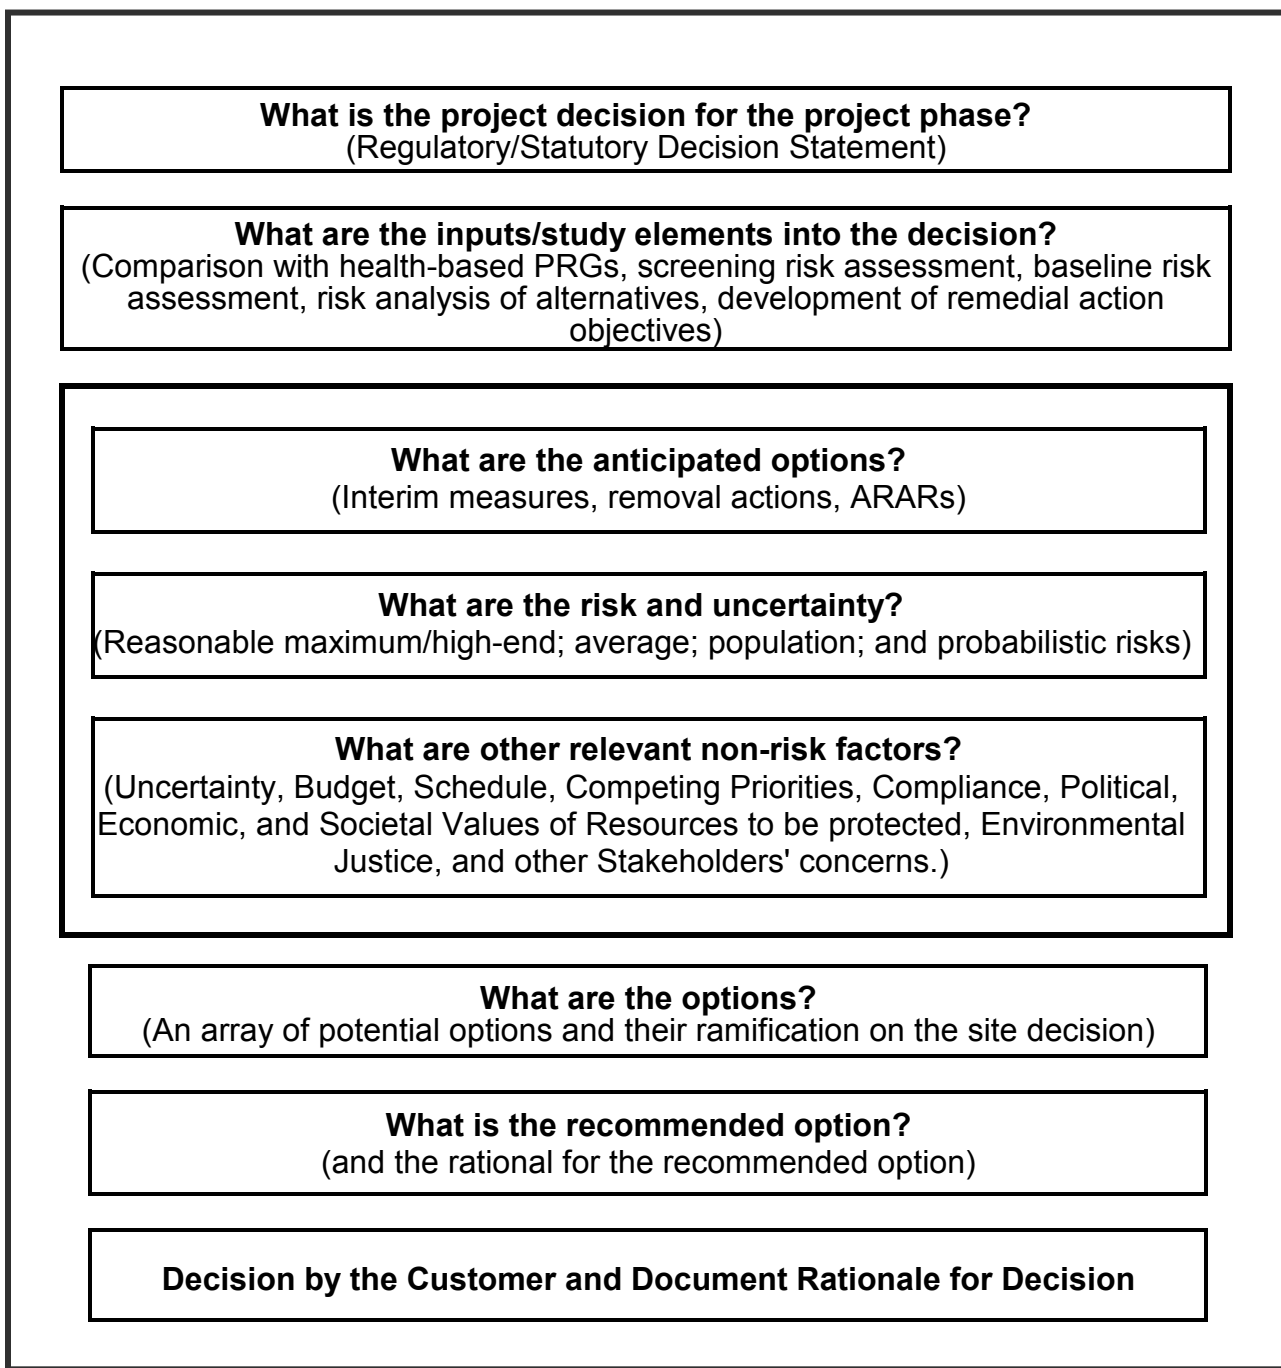 What is the project decision for the project phase?
(Regulatory/Statutory Decision Statement)
What are the inputs/study elements into the decision?
(Comparison with health-based PRGs, screening risk assessment, baseline risk
assessment, risk analysis of alternatives, development of remedial action
objectives)
What are the anticipated options?
(Interim measures, removal actions, ARARs)
What are the risk and uncertainty?
(Reasonable maximum/high-end; average; population; and probabilistic risks)
What are other relevant non-risk factors?
(Uncertainty, Budget, Schedule, Competing Priorities, Compliance, Political,
Economic, and Societal Values of Resources to be protected, Environmental
Justice, and other Stakeholders' concerns.)
What are the options?
(An array of potential options and their ramification on the site decision)
What is the recommended option?
(and the rational for the recommended option)
Decision by the Customer and Document Rationale for Decision